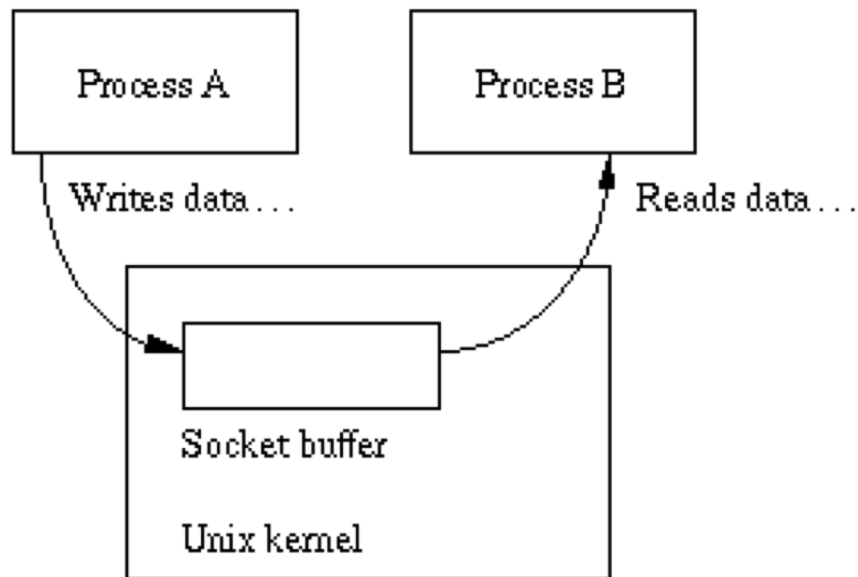 Process A
Process B
Writes data . . .
Reads data . . .
Socket buffer
Unix kernel